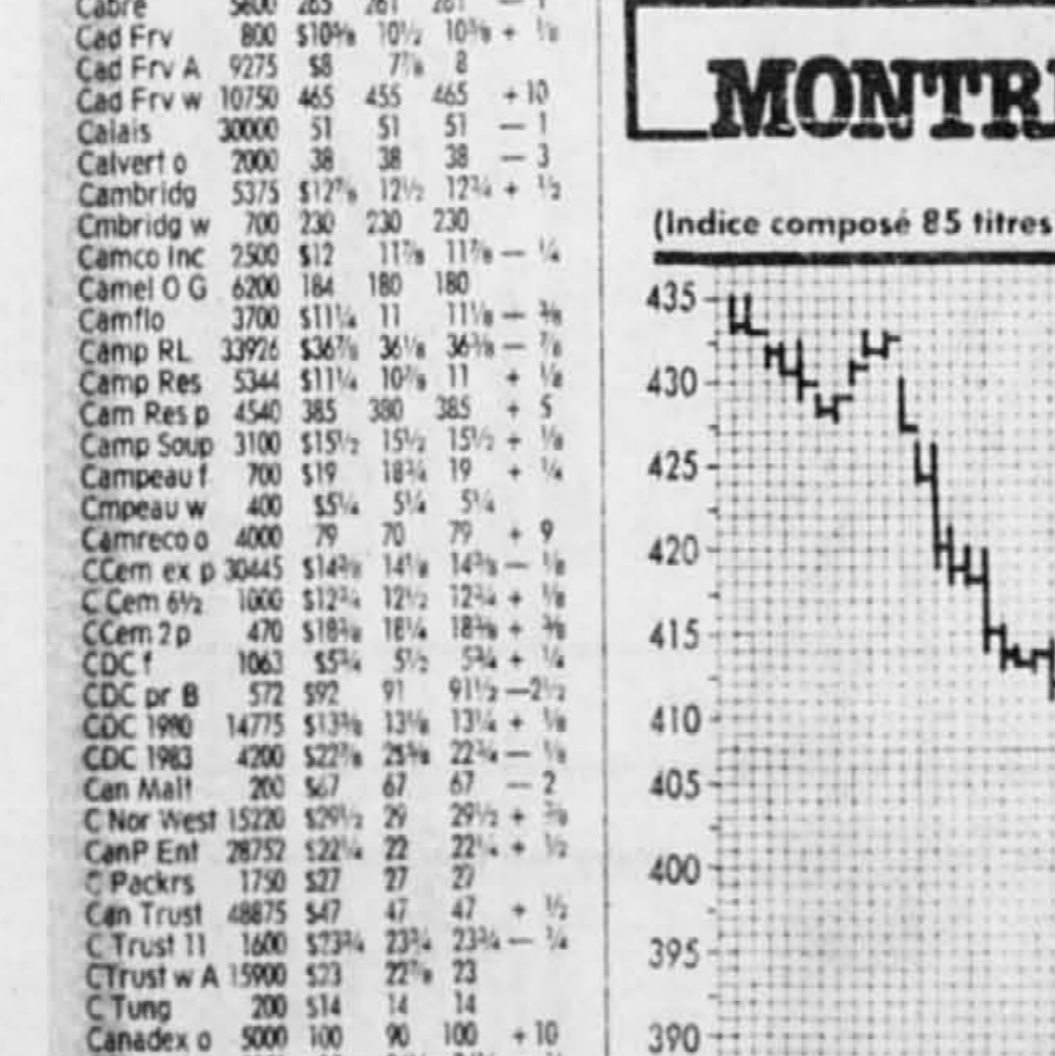 Cabre 5600 265 261 261 — 1
Cad Frv 800 10½ +
Cad Frv A 9275 $8 7⅞ 8
Cad Frv w 10750 465 455 465 + 10
Calais 30000 51 51 51 — 1
Calvert o 2000 38 38 38 — 3
Cambridg 5375 $12⅞ 12½ 12¾ + ½
Cmbridg w 700 230 230 230
Camco Inc 2500 $12 11⅞ 11⅞ — ¼
Camel O G 6200 184 180 180
Camflo 3700 $11¼ 11 11⅛ — ⅜
Camp RL 33926 $36⅞ 36⅛ 36⅜ — ⅞
Camp Res 5344 $11¼ 10⅞ 11 + ⅛
Cam Res p 4540 385 380 385 + 5
Camp Soup 3100 $15½ 15½ 15½ + ⅛
Campeau f 700 $19 18¾ 19 + ¼
Cmpeau w 400 $5¼ 5¼ 5¼
Camreco o 4000 79 70 79 + 9
CCem ex p 30445 $14⅜ 14⅛ 14⅜ — ⅛
C Cem 6½ 1000 $12¾ 12½ 12¾ + ⅛
CCem 2 p 470 $18⅜ 18¼ 18⅜ + ⅜
CDC f 1063 $5¾ 5½ 5¾ + ¼
CDC pr B 572 $92 91 91½ —2½
CDC 1980 14775 $13⅜ 13⅛ 13¼ + ⅛
CDC 1983 4200 $22⅞ 22¾ — ⅛
Can Malt 200 $67 67 67 — 2
C Nor West 15220 $29½ 29 29½ +
CanP Ent 28752 $22¼ 22 22¼ + ½
C Packrs 1750 $27 27 27
Can Trust 48875 $47 47 47 + ½
C Trust 11 1600 $23¾ 23¾ 23¾ — ¼
CTrust w A 15900 $23 22⅞ 23
C Tung 200 $14 14 14
Canadex o 5000 100 90 100 + 10
MONTR
(Indice composé 85 titres
435
430
425
420
415
410
405
400
395
390